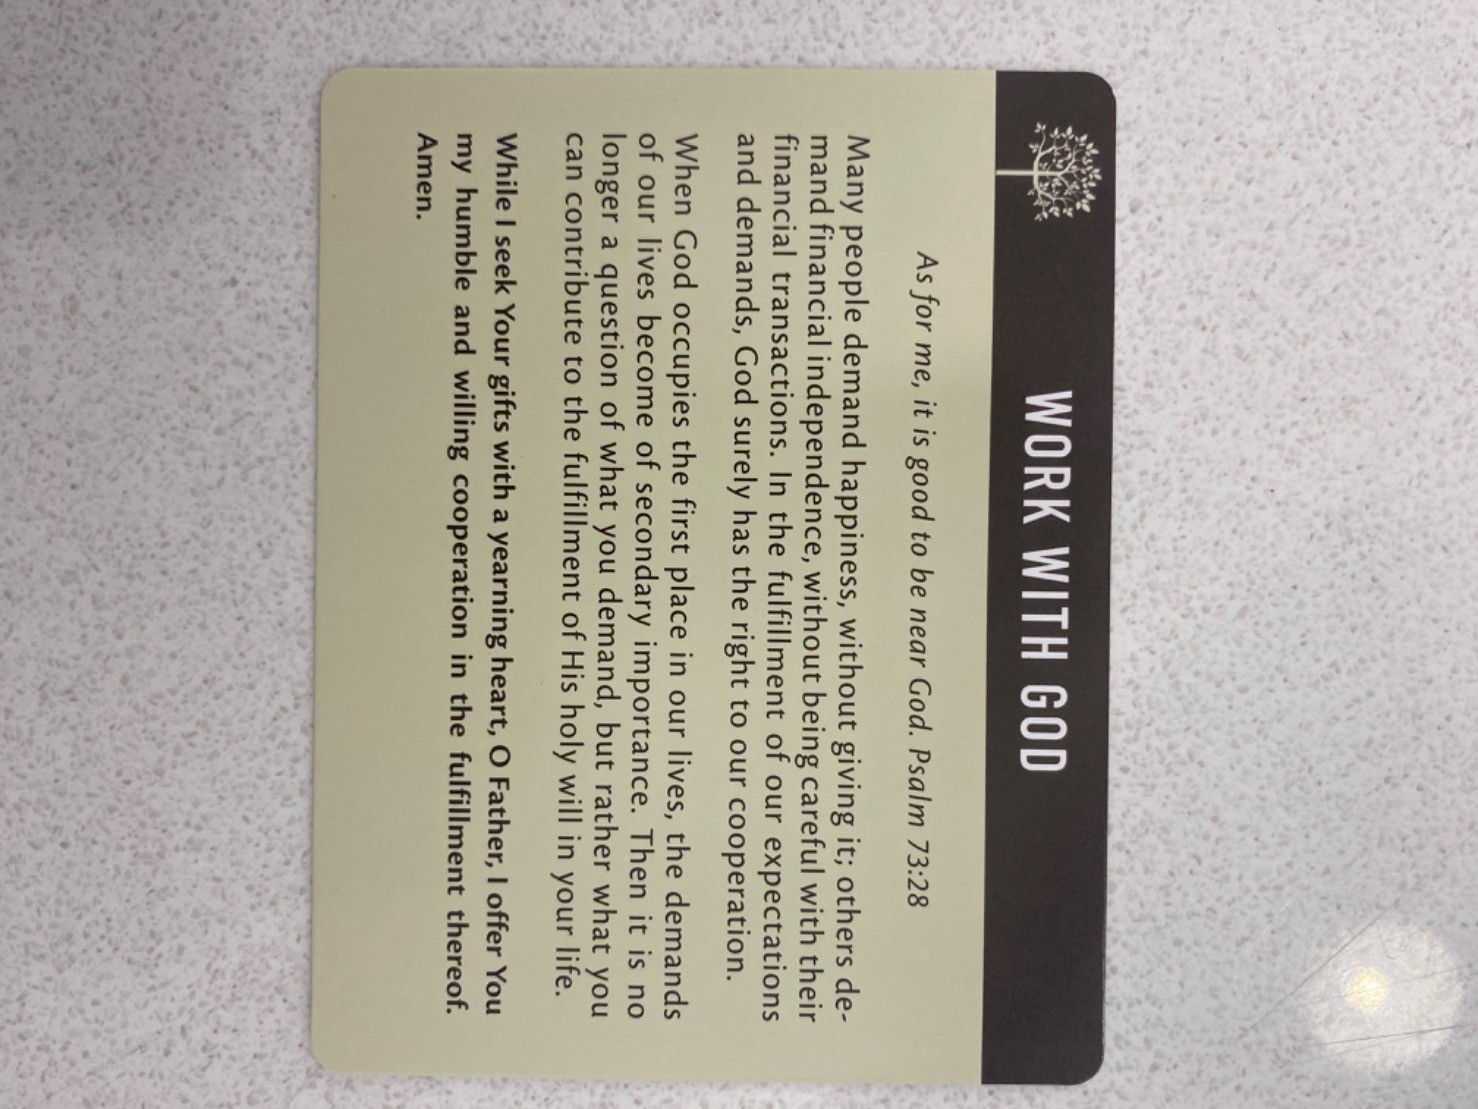 WORK WITH GOD
As for me, it is good to be near God. Psalm 73:28
Many people demand happiness, without giving it; others de-
mand financial independence, without being careful with their
financial transactions. In the fulfillment of our expectations
and demands, God surely has the right to our cooperation.
When God occupies the first place in our lives, the demands
of our lives become of secondary importance. Then it is no
longer a question of what you demand, but rather what you
can contribute to the fulfillment of His holy will in your life.
While I seek Your gifts with a yearning heart, O Father, I offer You
my humble and willing cooperation in the fulfillment thereof.
Amen.